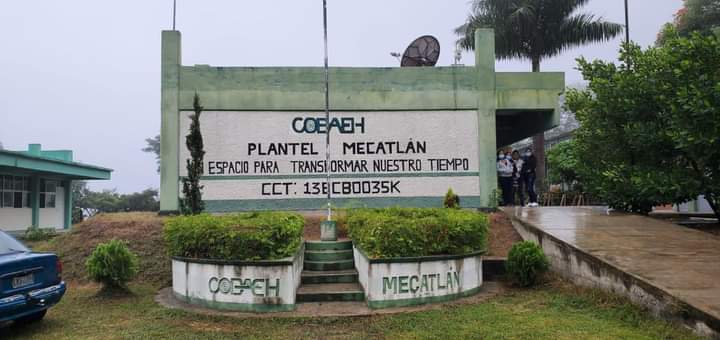 COBAEH
PLANTEL MECATLÁN
ESPACIO PARA TRANSFORMAR NUESTRO TIEMPO
CCT: 13ECB0035K
COBAEH
MECATLÁN